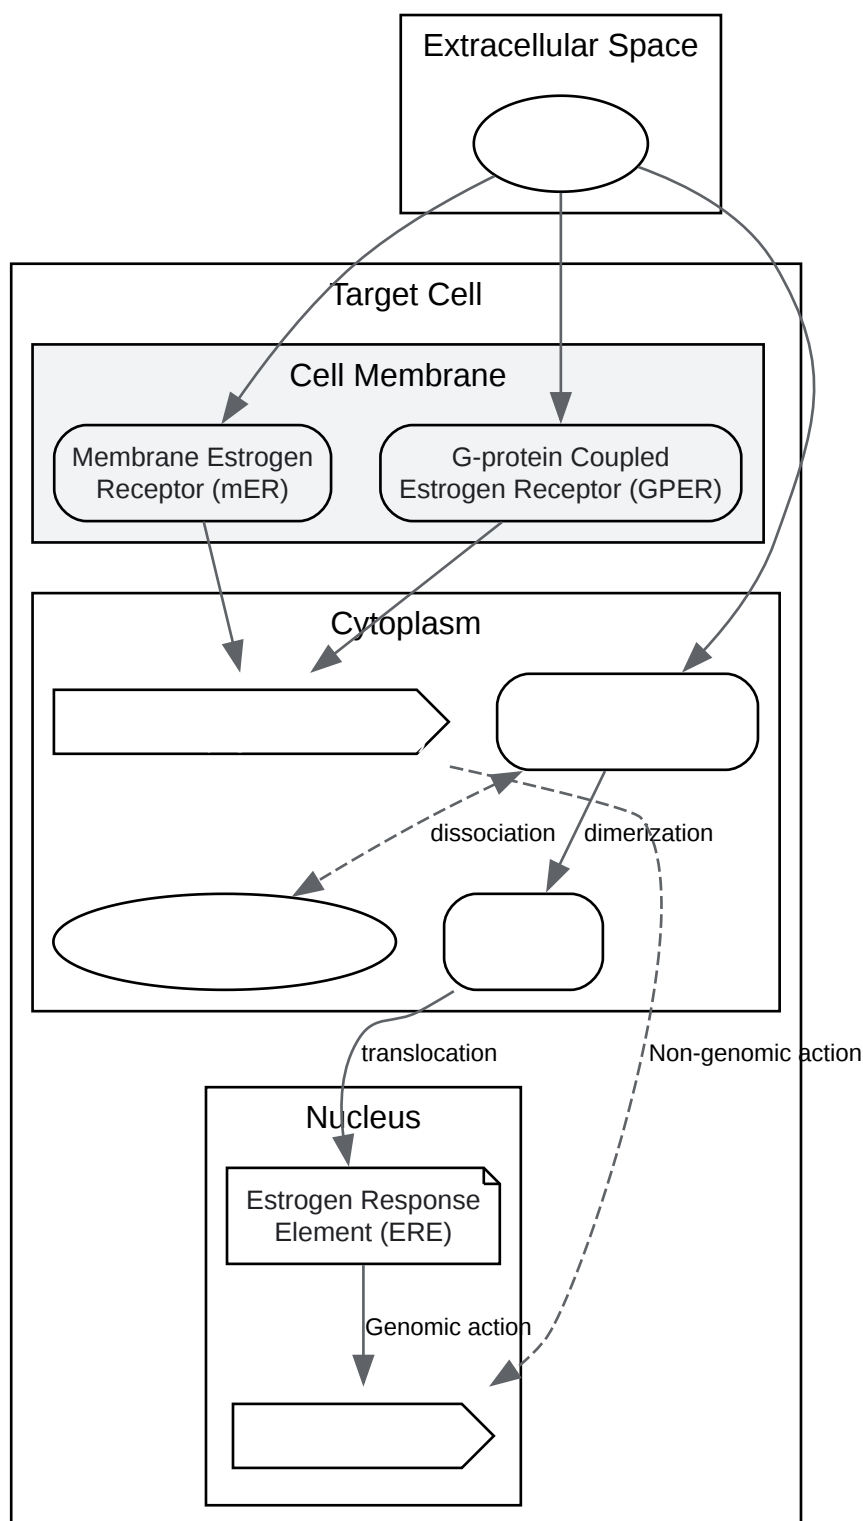 Extracellular Space
Target Cell
Cell Membrane
Membrane Estrogen
Receptor (mER)
G-protein Coupled
Estrogen Receptor (GPER)
Cytoplasm
dissociation
dimerization
translocation
Non-genomic action
Nucleus
Estrogen Response
Element (ERE)
Genomic action